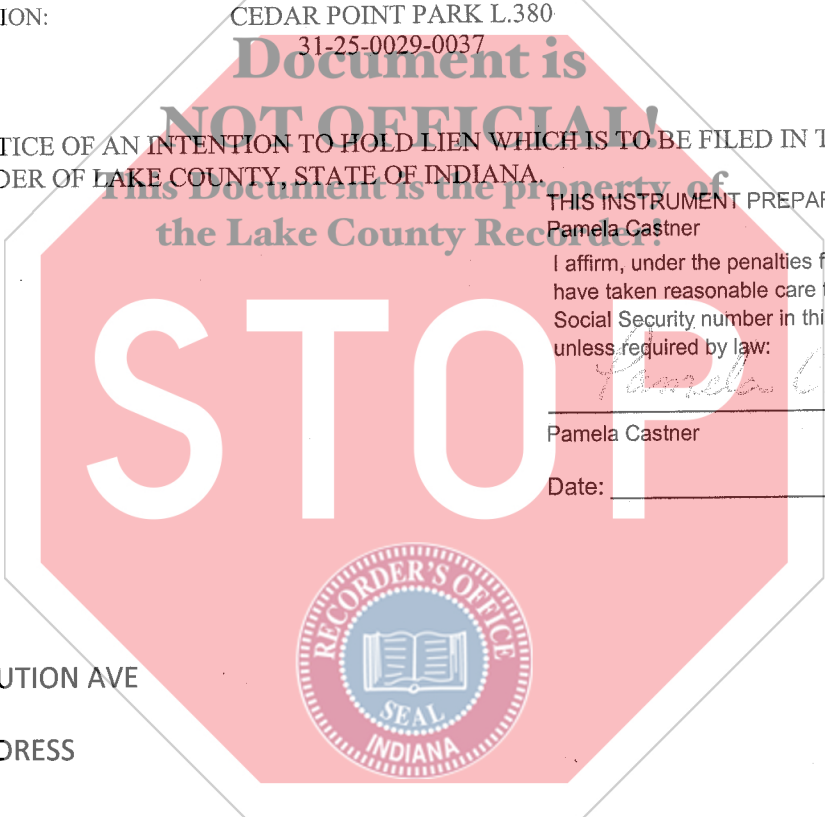 ION: CEDAR POINT PARK L.380
31-25-0029-0037
Document is
NOT OFFICIAL!
TICE OF AN INTENTION TO HOLD LIEN WHICH IS TO BE FILED IN T
DER OF LAKE COUNTY, STATE OF INDIANA.
This Document is the property of
the Lake County Recorder!
THIS INSTRUMENT PREPAR
Pamela Castner
I affirm, under the penalties f
have taken reasonable care t
Social Security number in thi
unless required by law:
Pamela C
Pamela Castner
Date:
STOP
RECORDER'S OFFICE
SEAL
INDIANA
UTION AVE
DRESS